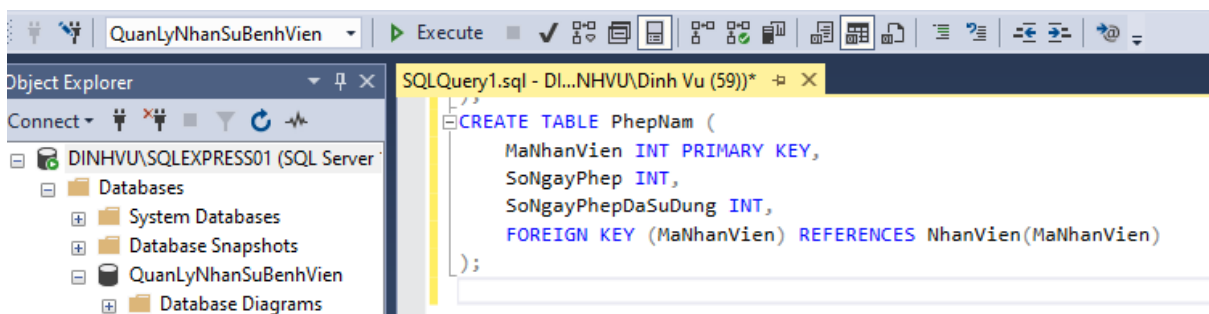 QuanLyNhanSuBenhVien
Execute
Object Explorer
SQLQuery1.sql - DI...NHVU\Dinh Vu (59))*
Connect
DINHVU\SQLEXPRESS01 (SQL Server
Databases
System Databases
Database Snapshots
QuanLyNhanSuBenhVien
Database Diagrams
);
CREATE TABLE PhepNam (
MaNhanVien INT PRIMARY KEY,
SoNgayPhep INT,
SoNgayPhepDaSuDung INT,
FOREIGN KEY (MaNhanVien) REFERENCES NhanVien(MaNhanVien)
);